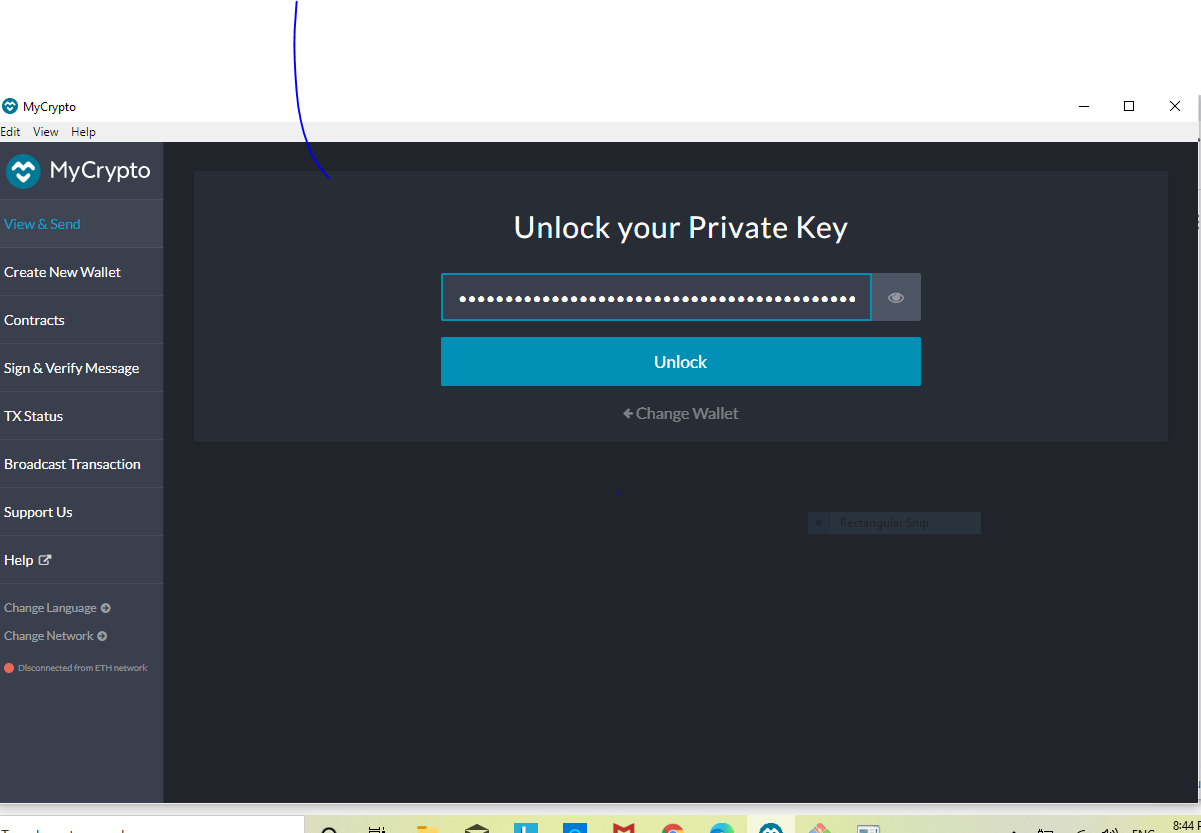 MyCrypto
Edit View Help
MyCrypto
View & Send
Create New Wallet
Contracts
Sign & Verify Message
TX Status
Broadcast Transaction
Support Us
Help
Change Language
Change Network
Disconnected from ETH network
Unlock your Private Key
Unlock
Change Wallet
Rectangular Snip
ENG
8:44